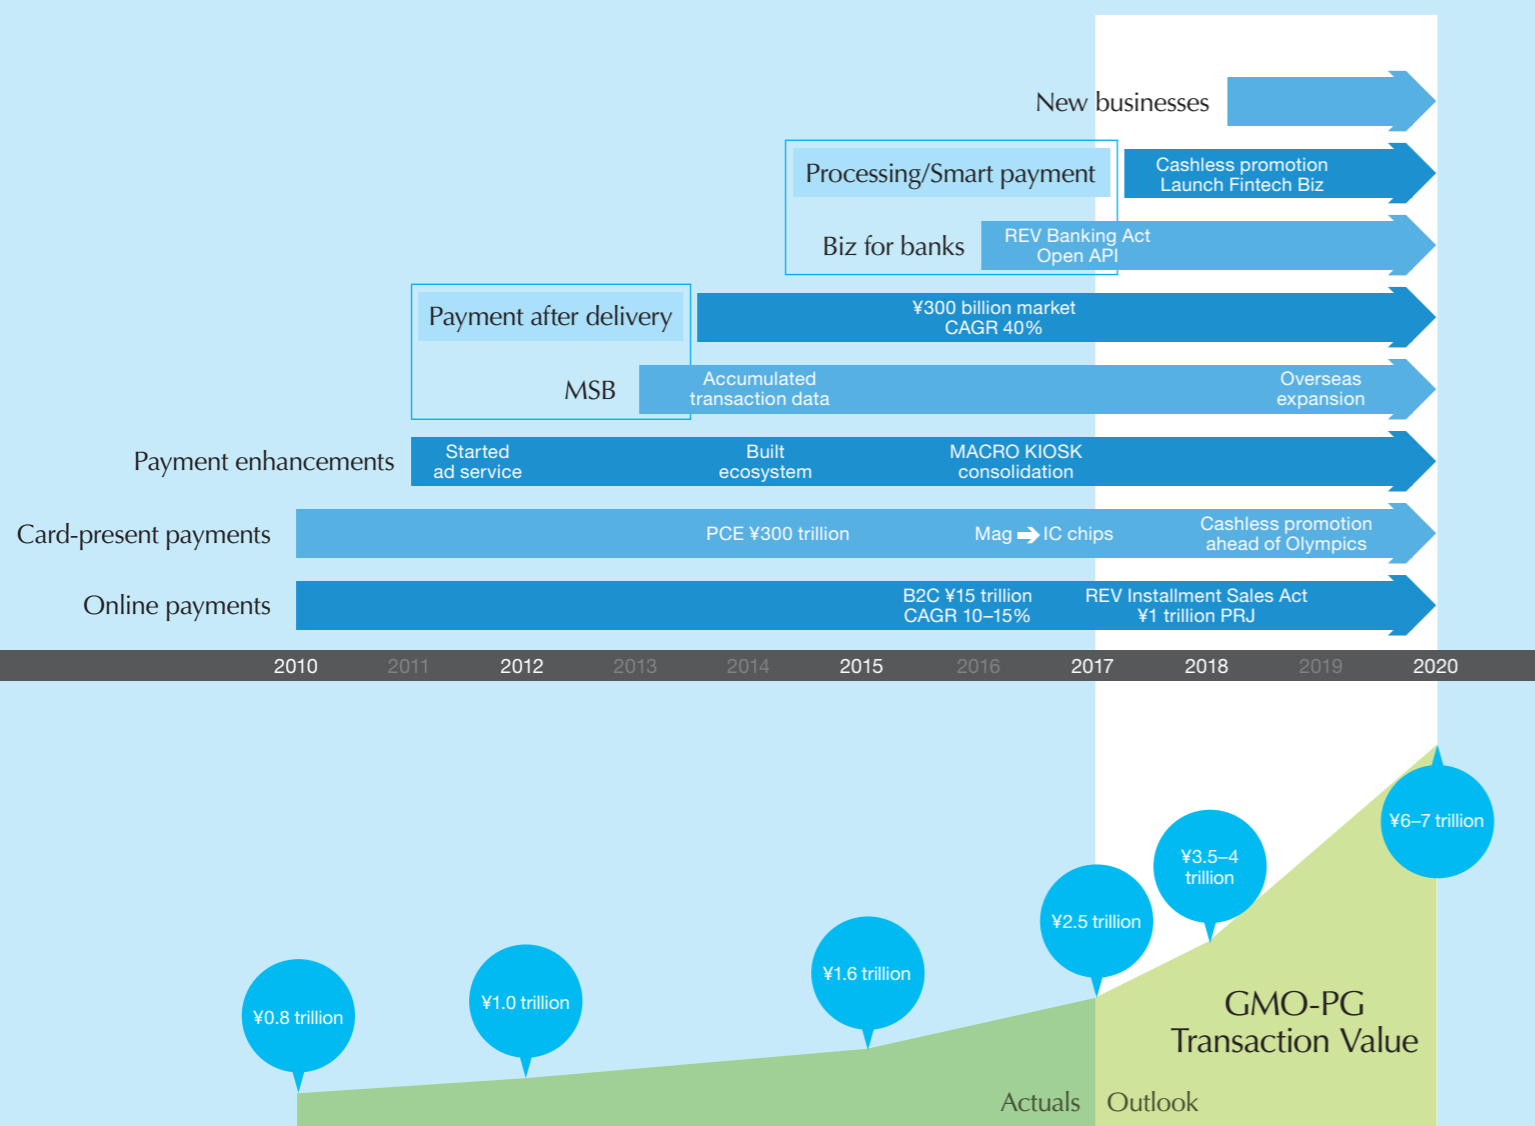 New businesses
Processing/Smart payment
Cashless promotion
Launch Fintech Biz
Biz for banks
REV Banking Act
Open API
Payment after delivery
¥300 billion market
CAGR 40%
MSB
Accumulated
transaction data
Overseas
expansion
Payment enhancements
Started
ad service
Built
ecosystem
MACRO KIOSK
consolidation
Card-present payments
PCE ¥300 trillion
Mag ➡ IC chips
Cashless promotion
ahead of Olympics
Online payments
B2C ¥15 trillion
CAGR 10–15%
REV Installment Sales Act
¥1 trillion PRJ
2010 2011 2012 2013 2014 2015 2016 2017 2018 2019 2020
¥0.8 trillion
¥1.0 trillion
¥1.6 trillion
¥2.5 trillion
¥3.5–4
trillion
¥6–7 trillion
GMO-PG
Transaction Value
Actuals
Outlook